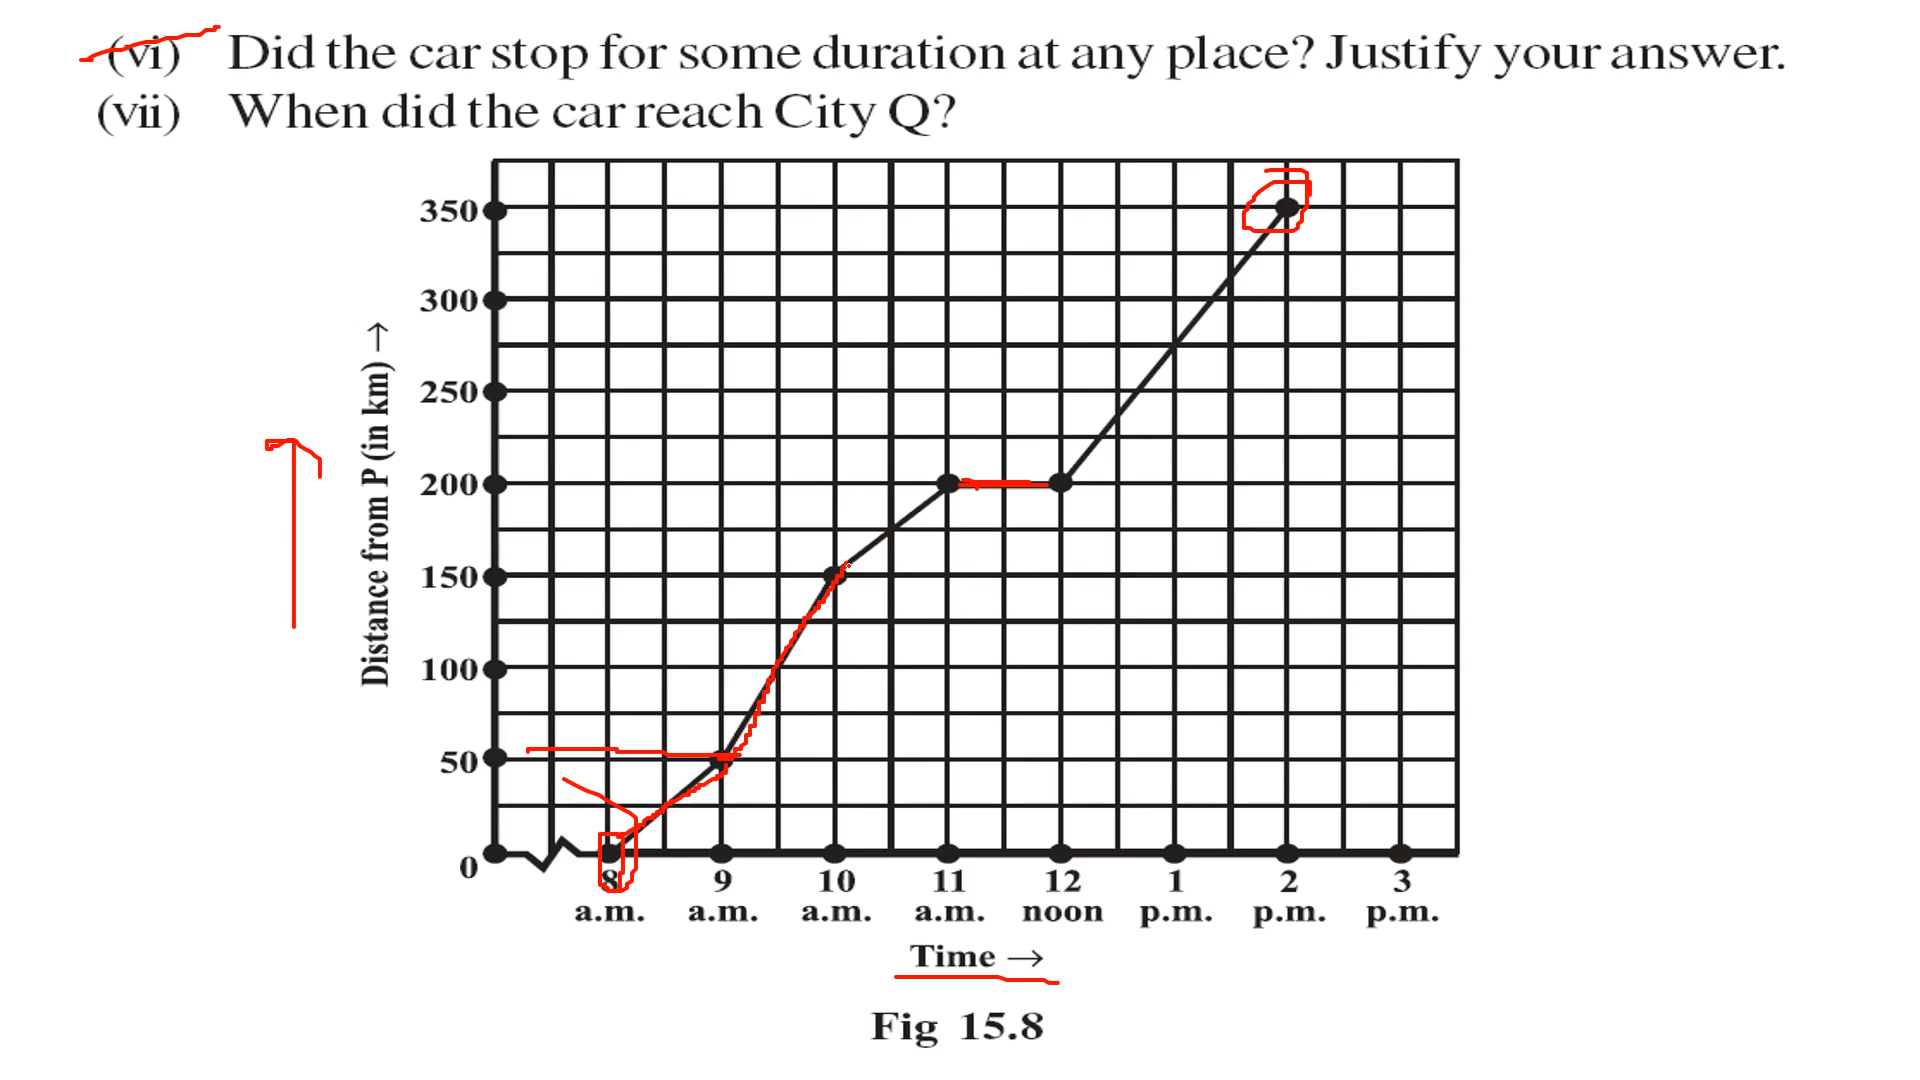 (vi) Did the car stop for some duration at any place? Justify your answer.
(vii) When did the car reach City Q?
350
300
250
200
150
100
50
0
Distance from P (in km) →
8 9 10 11 12 1 2 3
a.m. a.m. a.m. a.m. noon p.m. p.m. p.m.
Time →
Fig 15.8